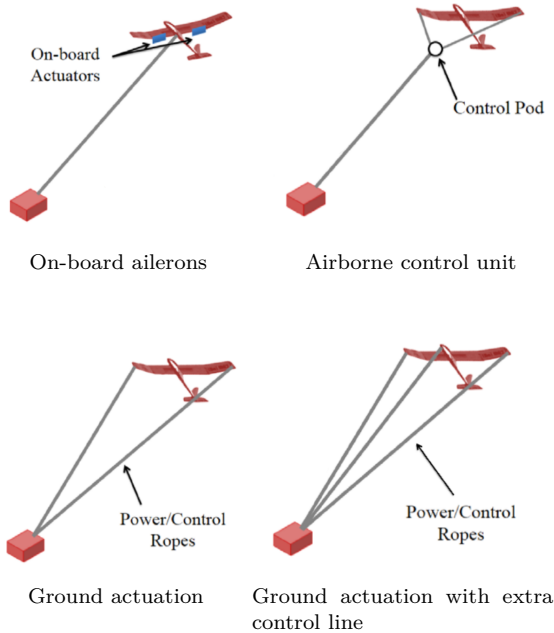 On-board
Actuators
Control Pod
On-board ailerons
Airborne control unit
Power/Control
Ropes
Power/Control
Ropes
Ground actuation
Ground actuation with extra
control line